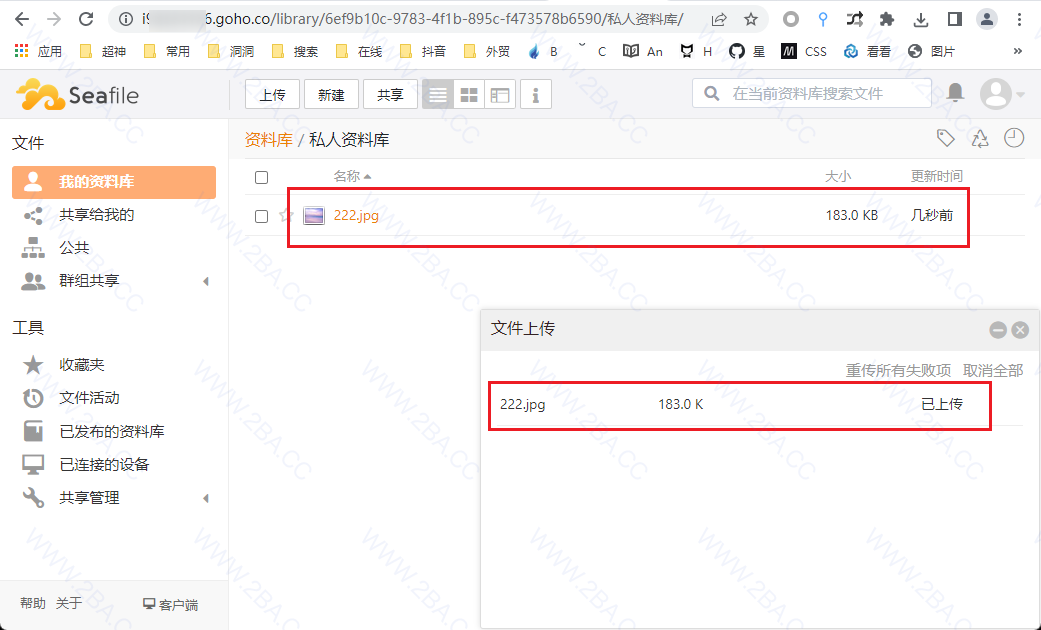 i9 6.goho.co/library/6ef9b10c-9783-4f1b-895c-f473578b6590/私人资料库/
应用 超神 常用 洞洞 搜索 在线 抖音 外贸 B C An H 星 M CSS 看看 图片 »
Seafile 上传 新建 共享 在当前资料库搜索文件
文件
我的资料库
共享给我的
公共
群组共享
工具
收藏夹
文件活动
已发布的资料库
已连接的设备
共享管理
帮助 关于 客户端
资料库 / 私人资料库
名称 大小 更新时间
222.jpg 183.0 KB 几秒前
文件上传
重传所有失败项 取消全部
222.jpg 183.0 K 已上传
WWW.2BA.CC